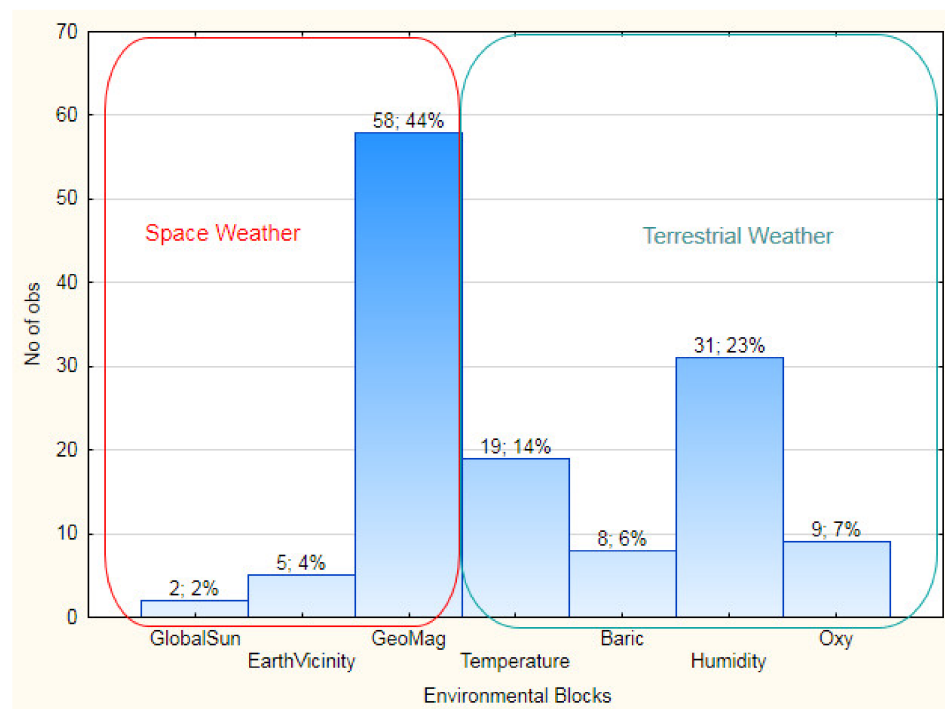 70
60
50
40
30
20
10
0
No of obs
Space Weather
Terrestrial Weather
2; 2%
5; 4%
58; 44%
19; 14%
8; 6%
31; 23%
9; 7%
GlobalSun
EarthVicinity
GeoMag
Temperature
Baric
Humidity
Oxy
Environmental Blocks